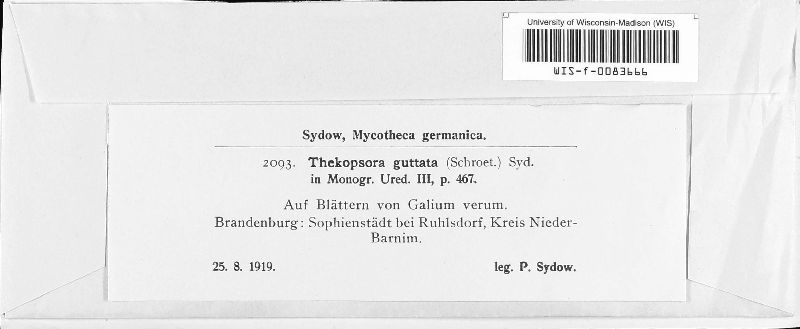 University of Wisconsin-Madison (WIS)
WIS-f-0083666
Sydow, Mycotheca germanica.
2093. Thekopsora guttata (Schroet.) Syd.
in Monogr. Ured. III, p. 467.
Auf Blättern von Galium verum.
Brandenburg: Sophienstädt bei Ruhlsdorf, Kreis Nieder-
Barnim.
25. 8. 1919. leg. P. Sydow.